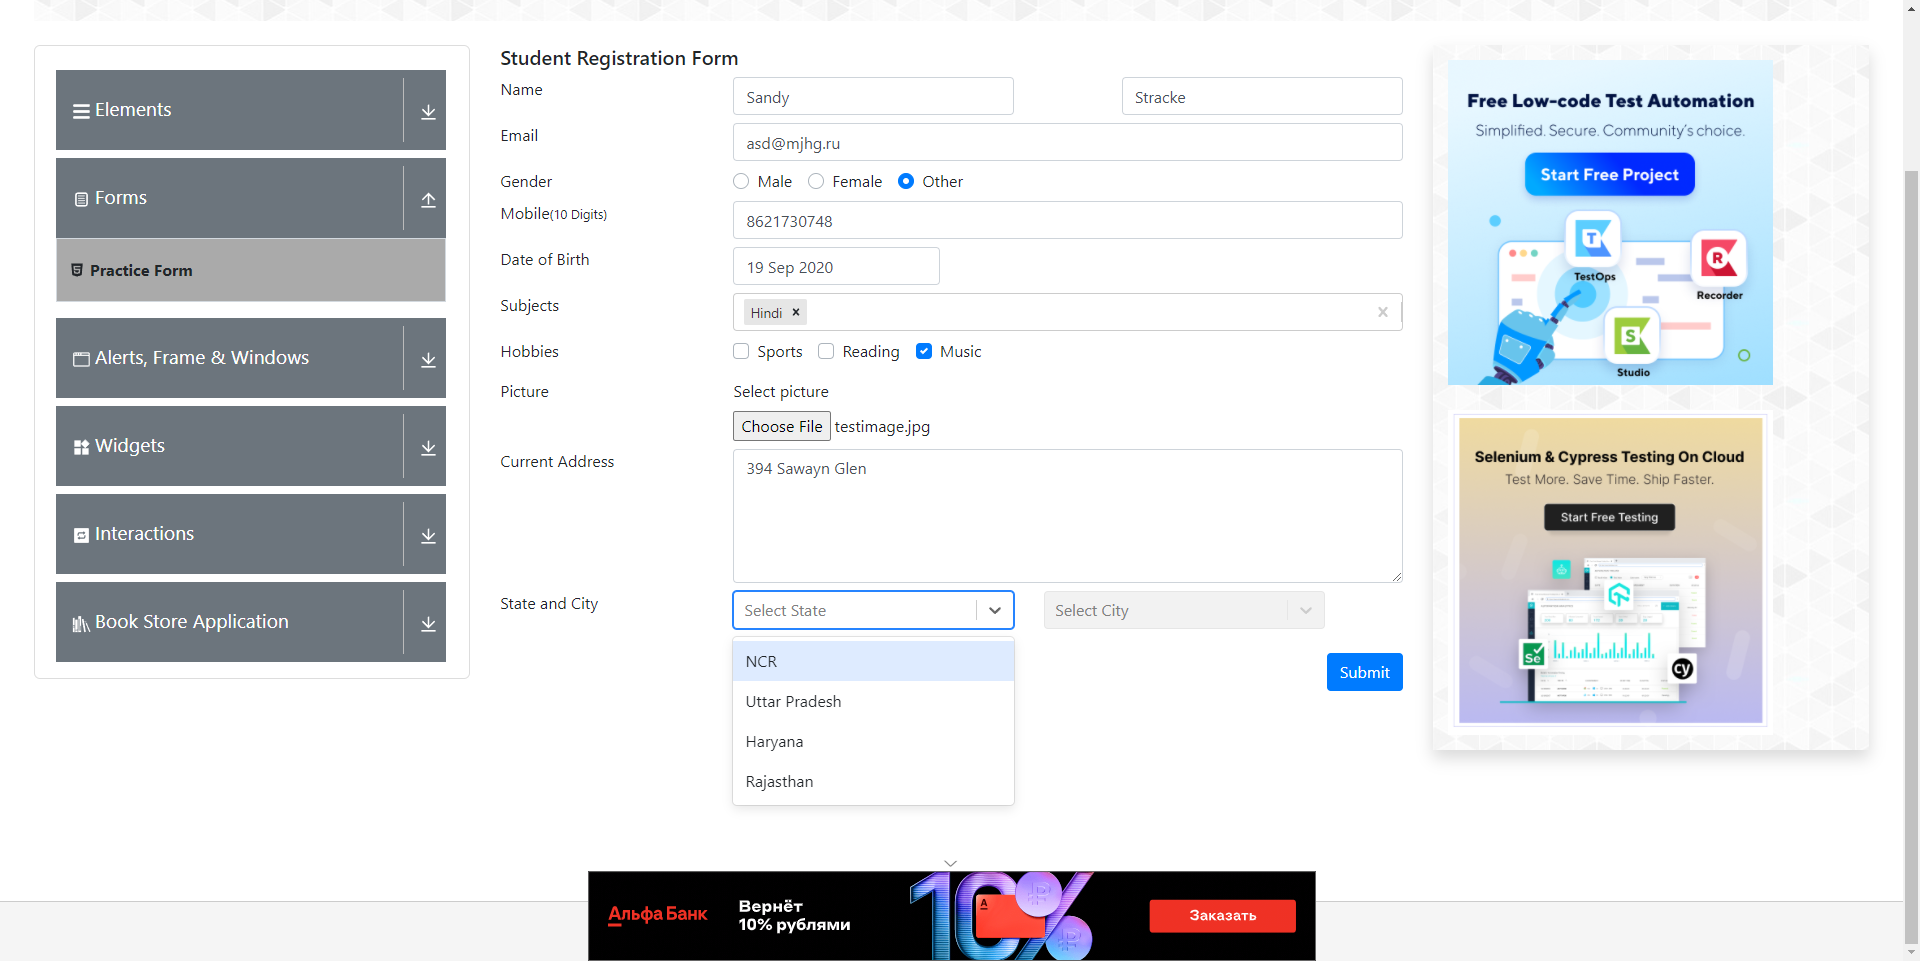 Elements
Forms
Practice Form
Alerts, Frame & Windows
Widgets
Interactions
Book Store Application
Student Registration Form
Name
Sandy
Stracke
Email
asd@mjhg.ru
Gender
Male
Female
Other
Mobile(10 Digits)
8621730748
Date of Birth
19 Sep 2020
Subjects
Hindi
Hobbies
Sports
Reading
Music
Picture
Select picture
Choose File testimage.jpg
Current Address
394 Sawayn Glen
State and City
Select State
Select City
NCR
Uttar Pradesh
Haryana
Rajasthan
Submit
Free Low-code Test Automation
Simplified. Secure. Community's choice.
Start Free Project
TestOps
Recorder
Studio
Selenium & Cypress Testing On Cloud
Test More. Save Time. Ship Faster.
Start Free Testing
Se
cy
Альфа Банк
Вернёт
10% рублями
10%
А
Заказать